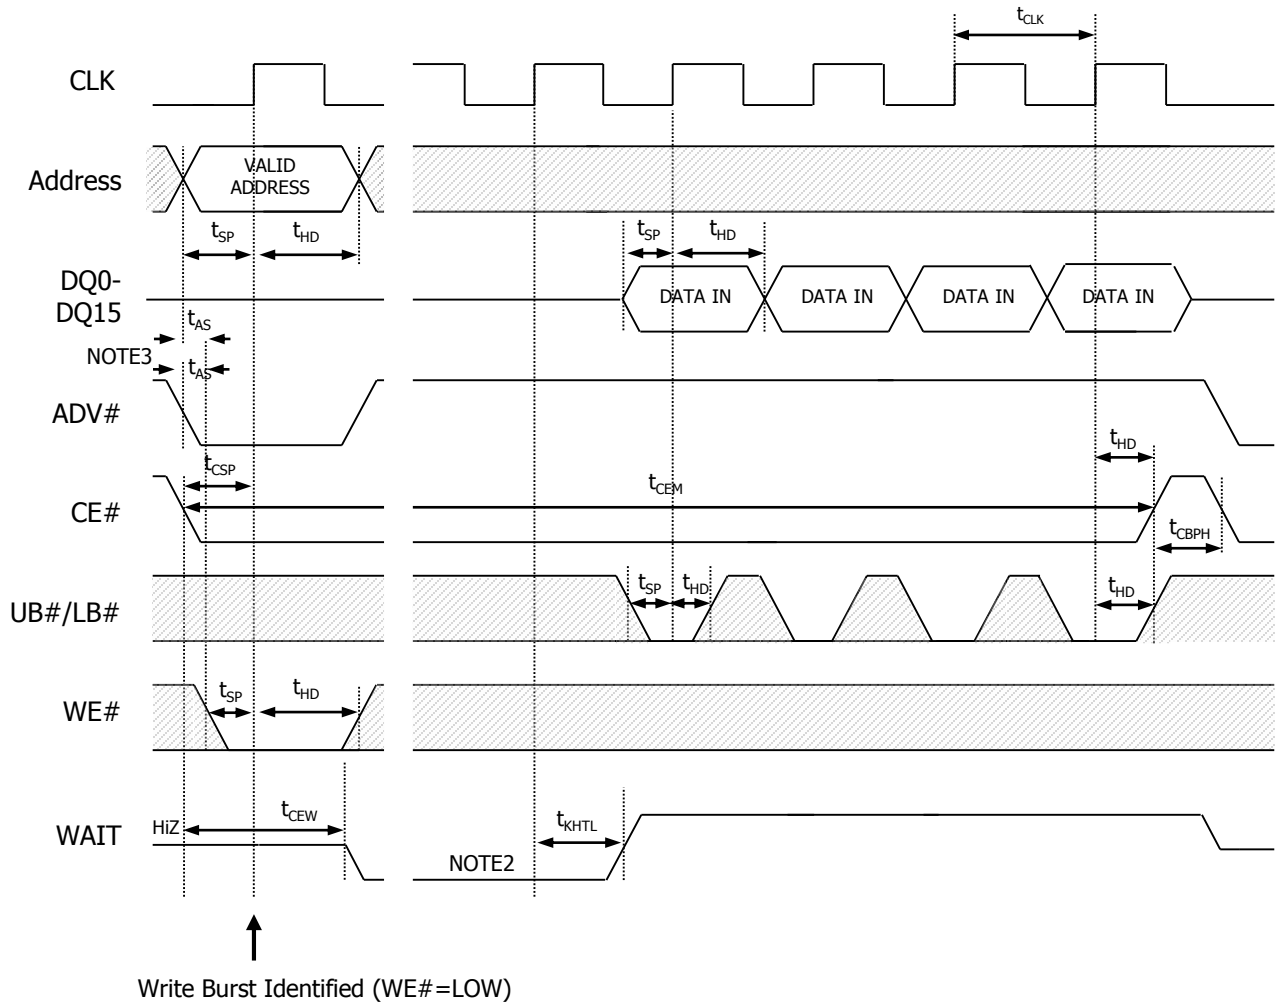 tCLK
CLK
Address
VALID
ADDRESS
tSP
tHD
tSP
tHD
DQ0-
DQ15
DATA IN
DATA IN
DATA IN
DATA IN
tAS
NOTE3
tAS
ADV#
tHD
tCSP
tCEM
CE#
tCBPH
UB#/LB#
tSP
tHD
tHD
WE#
tSP
tHD
WAIT
HiZ
tCEW
tKHTL
NOTE2
Write Burst Identified (WE#=LOW)